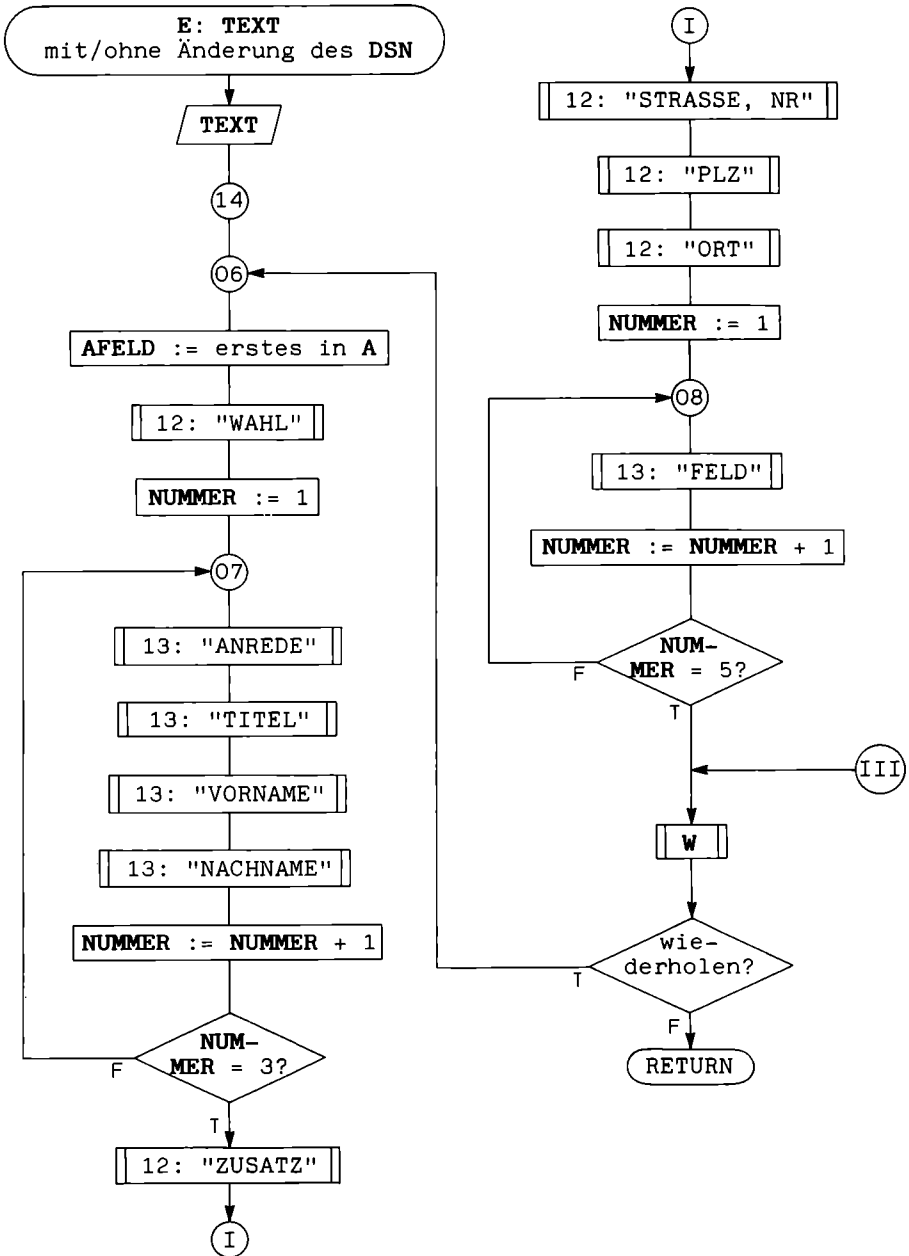 E: TEXT
mit/ohne Änderung des DSN
TEXT
14
06
AFELD := erstes in A
12: "WAHL"
NUMMER := 1
07
13: "ANREDE"
13: "TITEL"
13: "VORNAME"
13: "NACHNAME"
NUMMER := NUMMER + 1
NUM-
MER = 3?
F
T
12: "ZUSATZ"
I
I
12: "STRASSE, NR"
12: "PLZ"
12: "ORT"
NUMMER := 1
08
13: "FELD"
NUMMER := NUMMER + 1
NUM-
MER = 5?
F
T
III
W
wie-
derholen?
T
F
RETURN